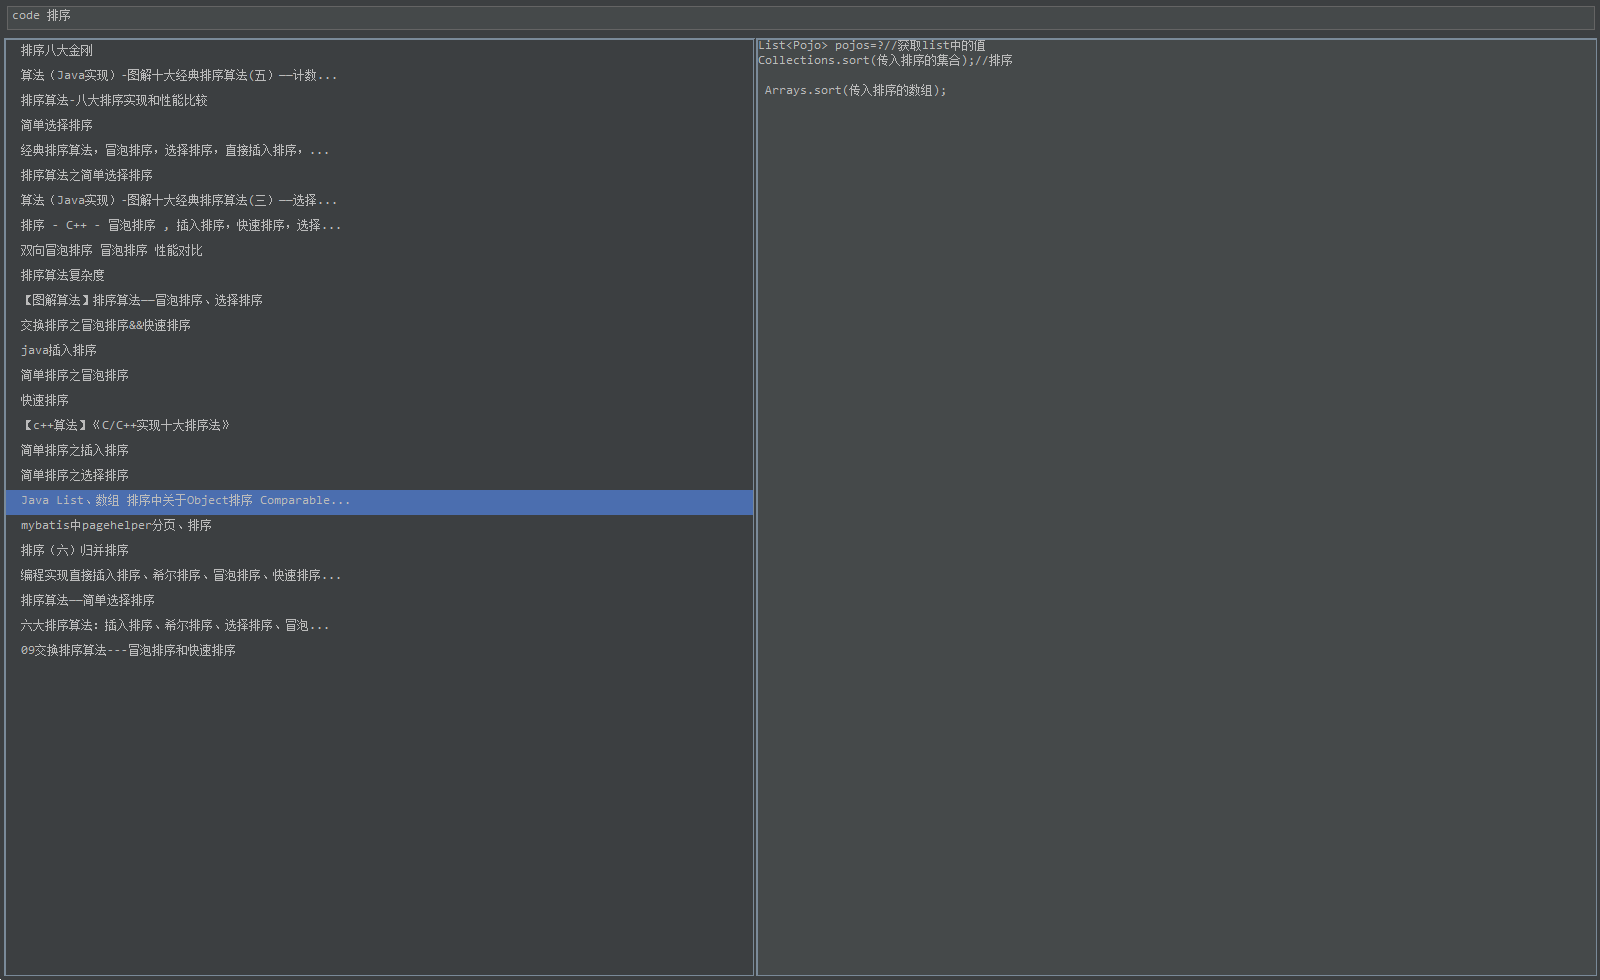 code 排序
排序八大金刚
算法（Java实现）-图解十大经典排序算法(五）——计数...
排序算法-八大排序实现和性能比较
简单选择排序
经典排序算法，冒泡排序，选择排序，直接插入排序，...
排序算法之简单选择排序
算法（Java实现）-图解十大经典排序算法(三）——选择...
排序 - C++ - 冒泡排序 , 插入排序，快速排序，选择...
双向冒泡排序 冒泡排序 性能对比
排序算法复杂度
【图解算法】排序算法——冒泡排序、选择排序
交换排序之冒泡排序&&快速排序
java插入排序
简单排序之冒泡排序
快速排序
【c++算法】《C/C++实现十大排序法》
简单排序之插入排序
简单排序之选择排序
Java List、数组 排序中关于Object排序 Comparable...
mybatis中pagehelper分页、排序
排序（六）归并排序
编程实现直接插入排序、希尔排序、冒泡排序、快速排序...
排序算法——简单选择排序
六大排序算法：插入排序、希尔排序、选择排序、冒泡...
09交换排序算法---冒泡排序和快速排序
List<Pojo> pojos=?//获取list中的值
Collections.sort(传入排序的集合);//排序
Arrays.sort(传入排序的数组);